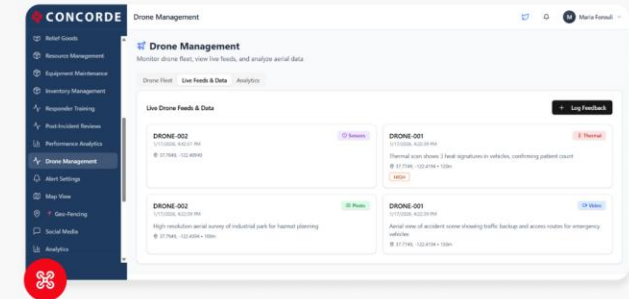 CONCORDE
Drone Management
Maria Fonsuli
Relief Goods
Resource Management
Equipment Maintenance
Inventory Management
Responder Training
Post-Incident Reviews
Performance Analytics
Drone Management
Alert Settings
Map View
Geo-Fencing
Social Media
Analytics
Drone Management
Monitor drone fleet, view live feeds, and analyze aerial data
Drone Fleet Live Feeds & Data Analytics
Live Drone Feeds & Data
+ Log Feedback
DRONE-002
Sensors
DRONE-001
Thermal
Thermal scan shows 3 heat signatures in vehicles, confirming patient count
HIGH
DRONE-002
Photo
High-resolution aerial survey of industrial park for hazmat planning
DRONE-001
Video
Aerial view of accident scene showing traffic backup and access routes for emergency
vehicles